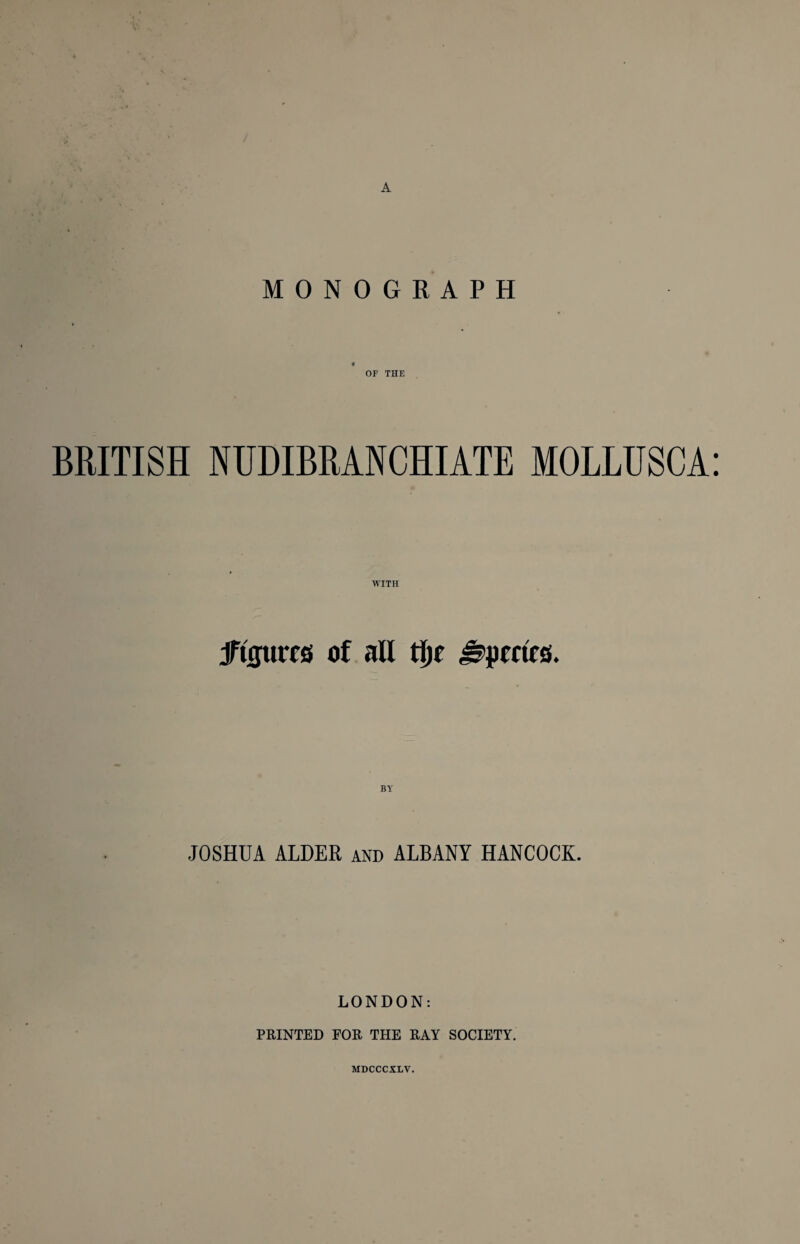 A
MONOGRAPH
OF THE
BRITISH NUDIBRANCHIATE MOLLUSCA:
WITH
Figures of all the Species.
BY
JOSHUA ALDER AND ALBANY HANCOCK.
LONDON:
PRINTED FOR THE RAY SOCIETY.
MDCCCXLV.